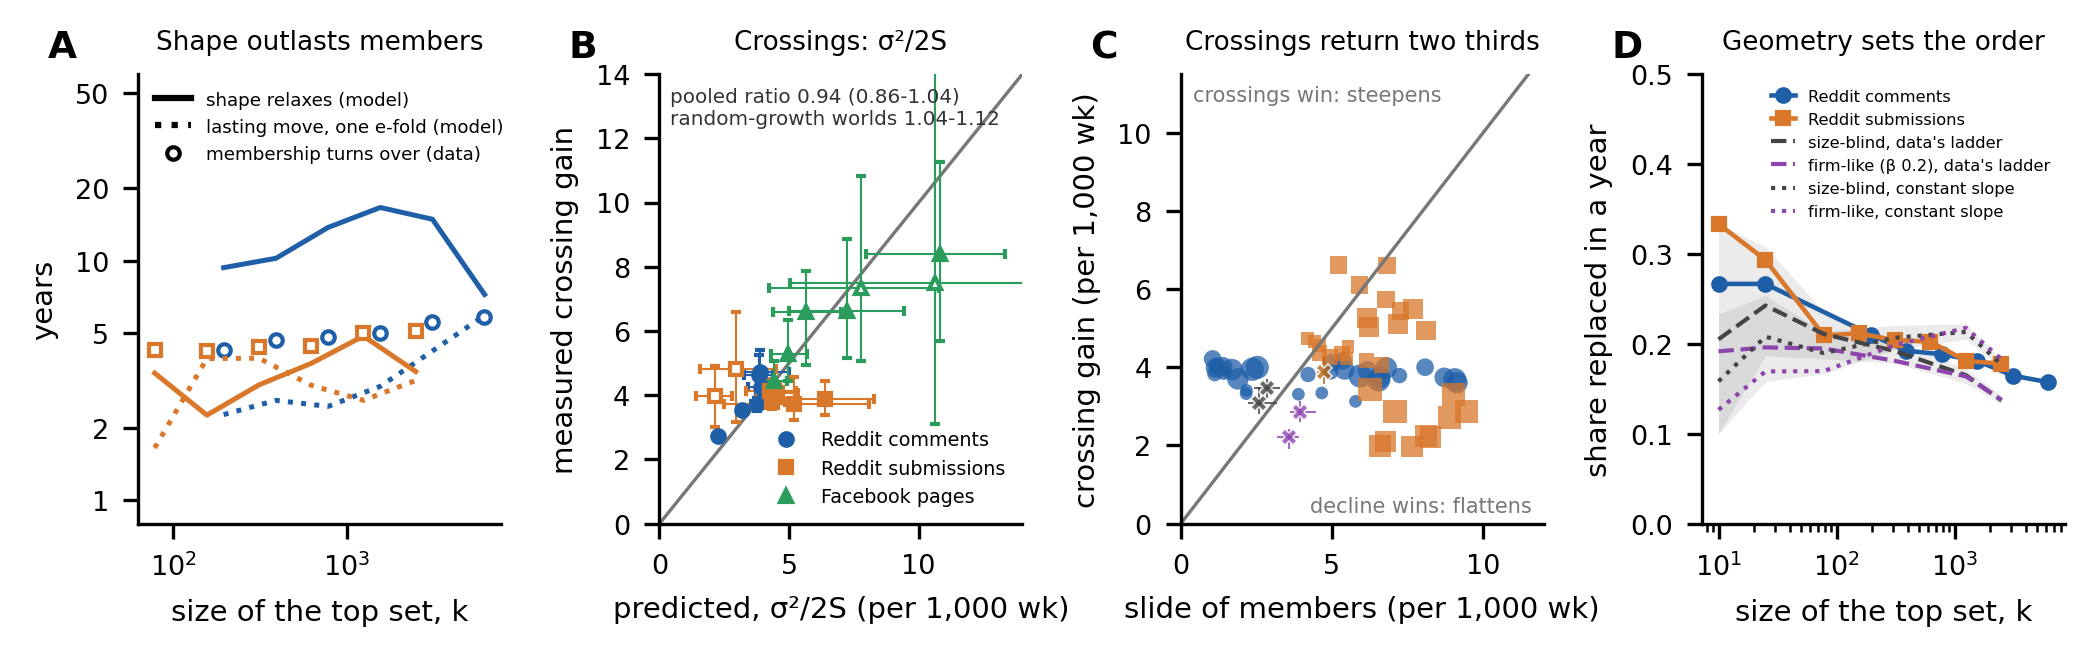 A
Shape outlasts members
shape relaxes (model)
lasting move, one e-fold (model)
membership turns over (data)
50
20
10
5
2
1
years
10²
10³
size of the top set, k
B
Crossings: σ²/2S
pooled ratio 0.94 (0.86-1.04)
random-growth worlds 1.04-1.12
14
12
10
8
6
4
2
0
measured crossing gain
Reddit comments
Reddit submissions
Facebook pages
0
5
10
predicted, σ²/2S (per 1,000 wk)
C
Crossings return two thirds
crossings win: steepens
10
8
6
4
2
0
crossing gain (per 1,000 wk)
decline wins: flattens
0
5
10
slide of members (per 1,000 wk)
D
Geometry sets the order
Reddit comments
Reddit submissions
size-blind, data's ladder
firm-like (β 0.2), data's ladder
size-blind, constant slope
firm-like, constant slope
0.5
0.4
0.3
0.2
0.1
0.0
share replaced in a year
10¹
10²
10³
size of the top set, k